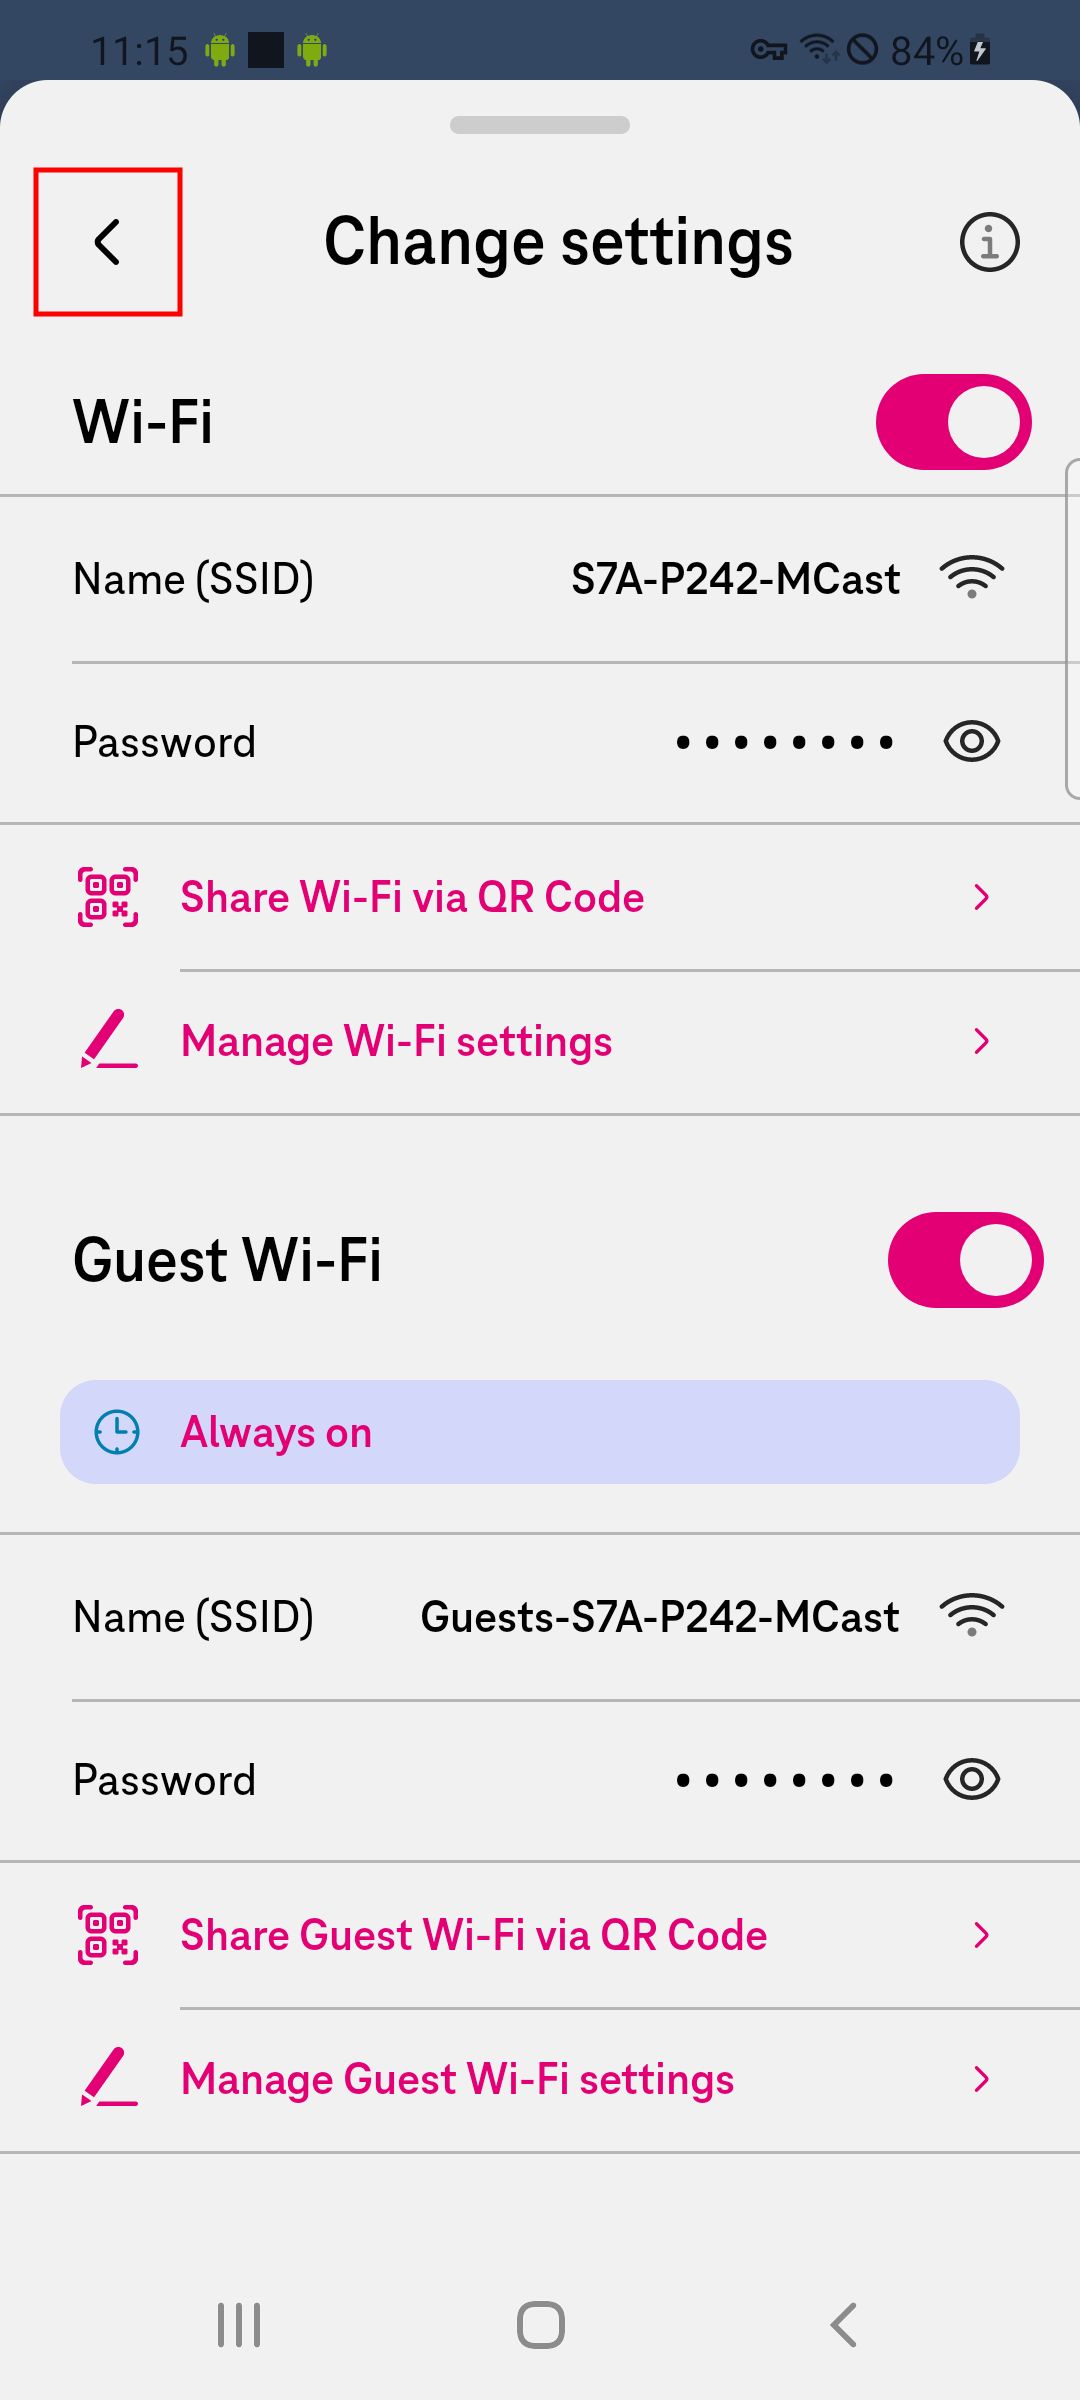 11:15
84%
Change settings
Wi-Fi
Name (SSID) S7A-P242-MCast
Password ••••••••
Share Wi-Fi via QR Code
Manage Wi-Fi settings
Guest Wi-Fi
Always on
Name (SSID) Guests-S7A-P242-MCast
Password ••••••••
Share Guest Wi-Fi via QR Code
Manage Guest Wi-Fi settings